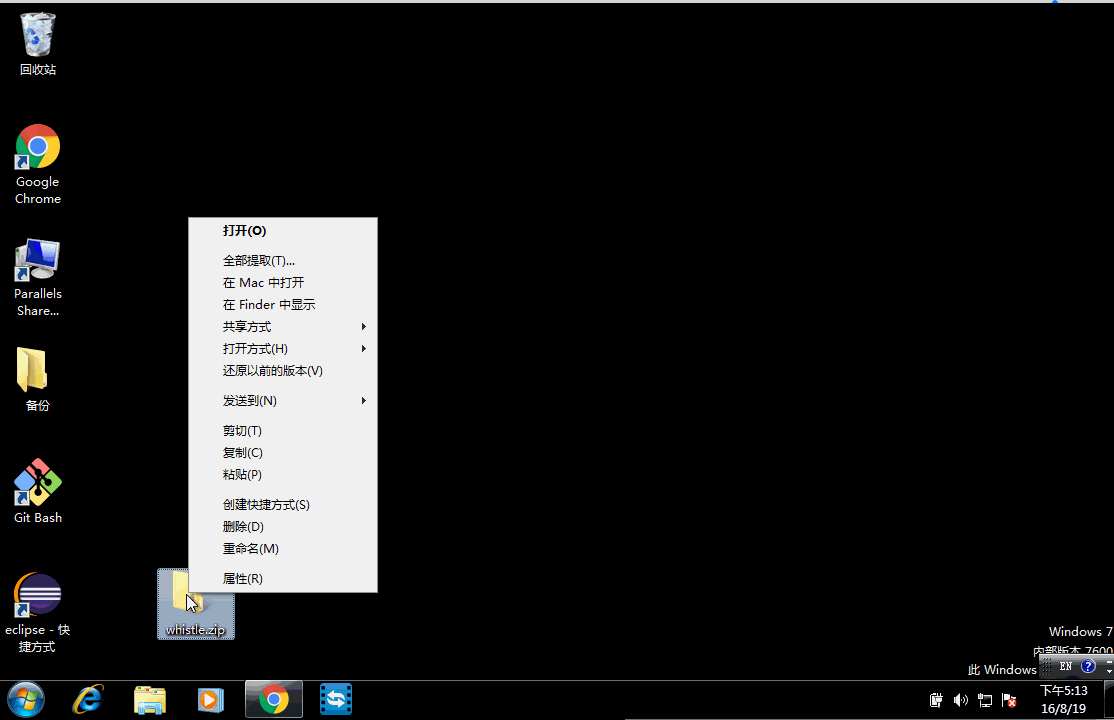 回收站
Google
Chrome
Parallels
Share...
备份
Git Bash
eclipse - 快
捷方式
打开(O)
全部提取(T)...
在 Mac 中打开
在 Finder 中显示
共享方式
打开方式(H)
还原以前的版本(V)
发送到(N)
剪切(T)
复制(C)
粘贴(P)
创建快捷方式(S)
删除(D)
重命名(M)
属性(R)
whistle.zip
Windows 7
内部版本 7600
此 Windows
EN
下午5:13
16/8/19